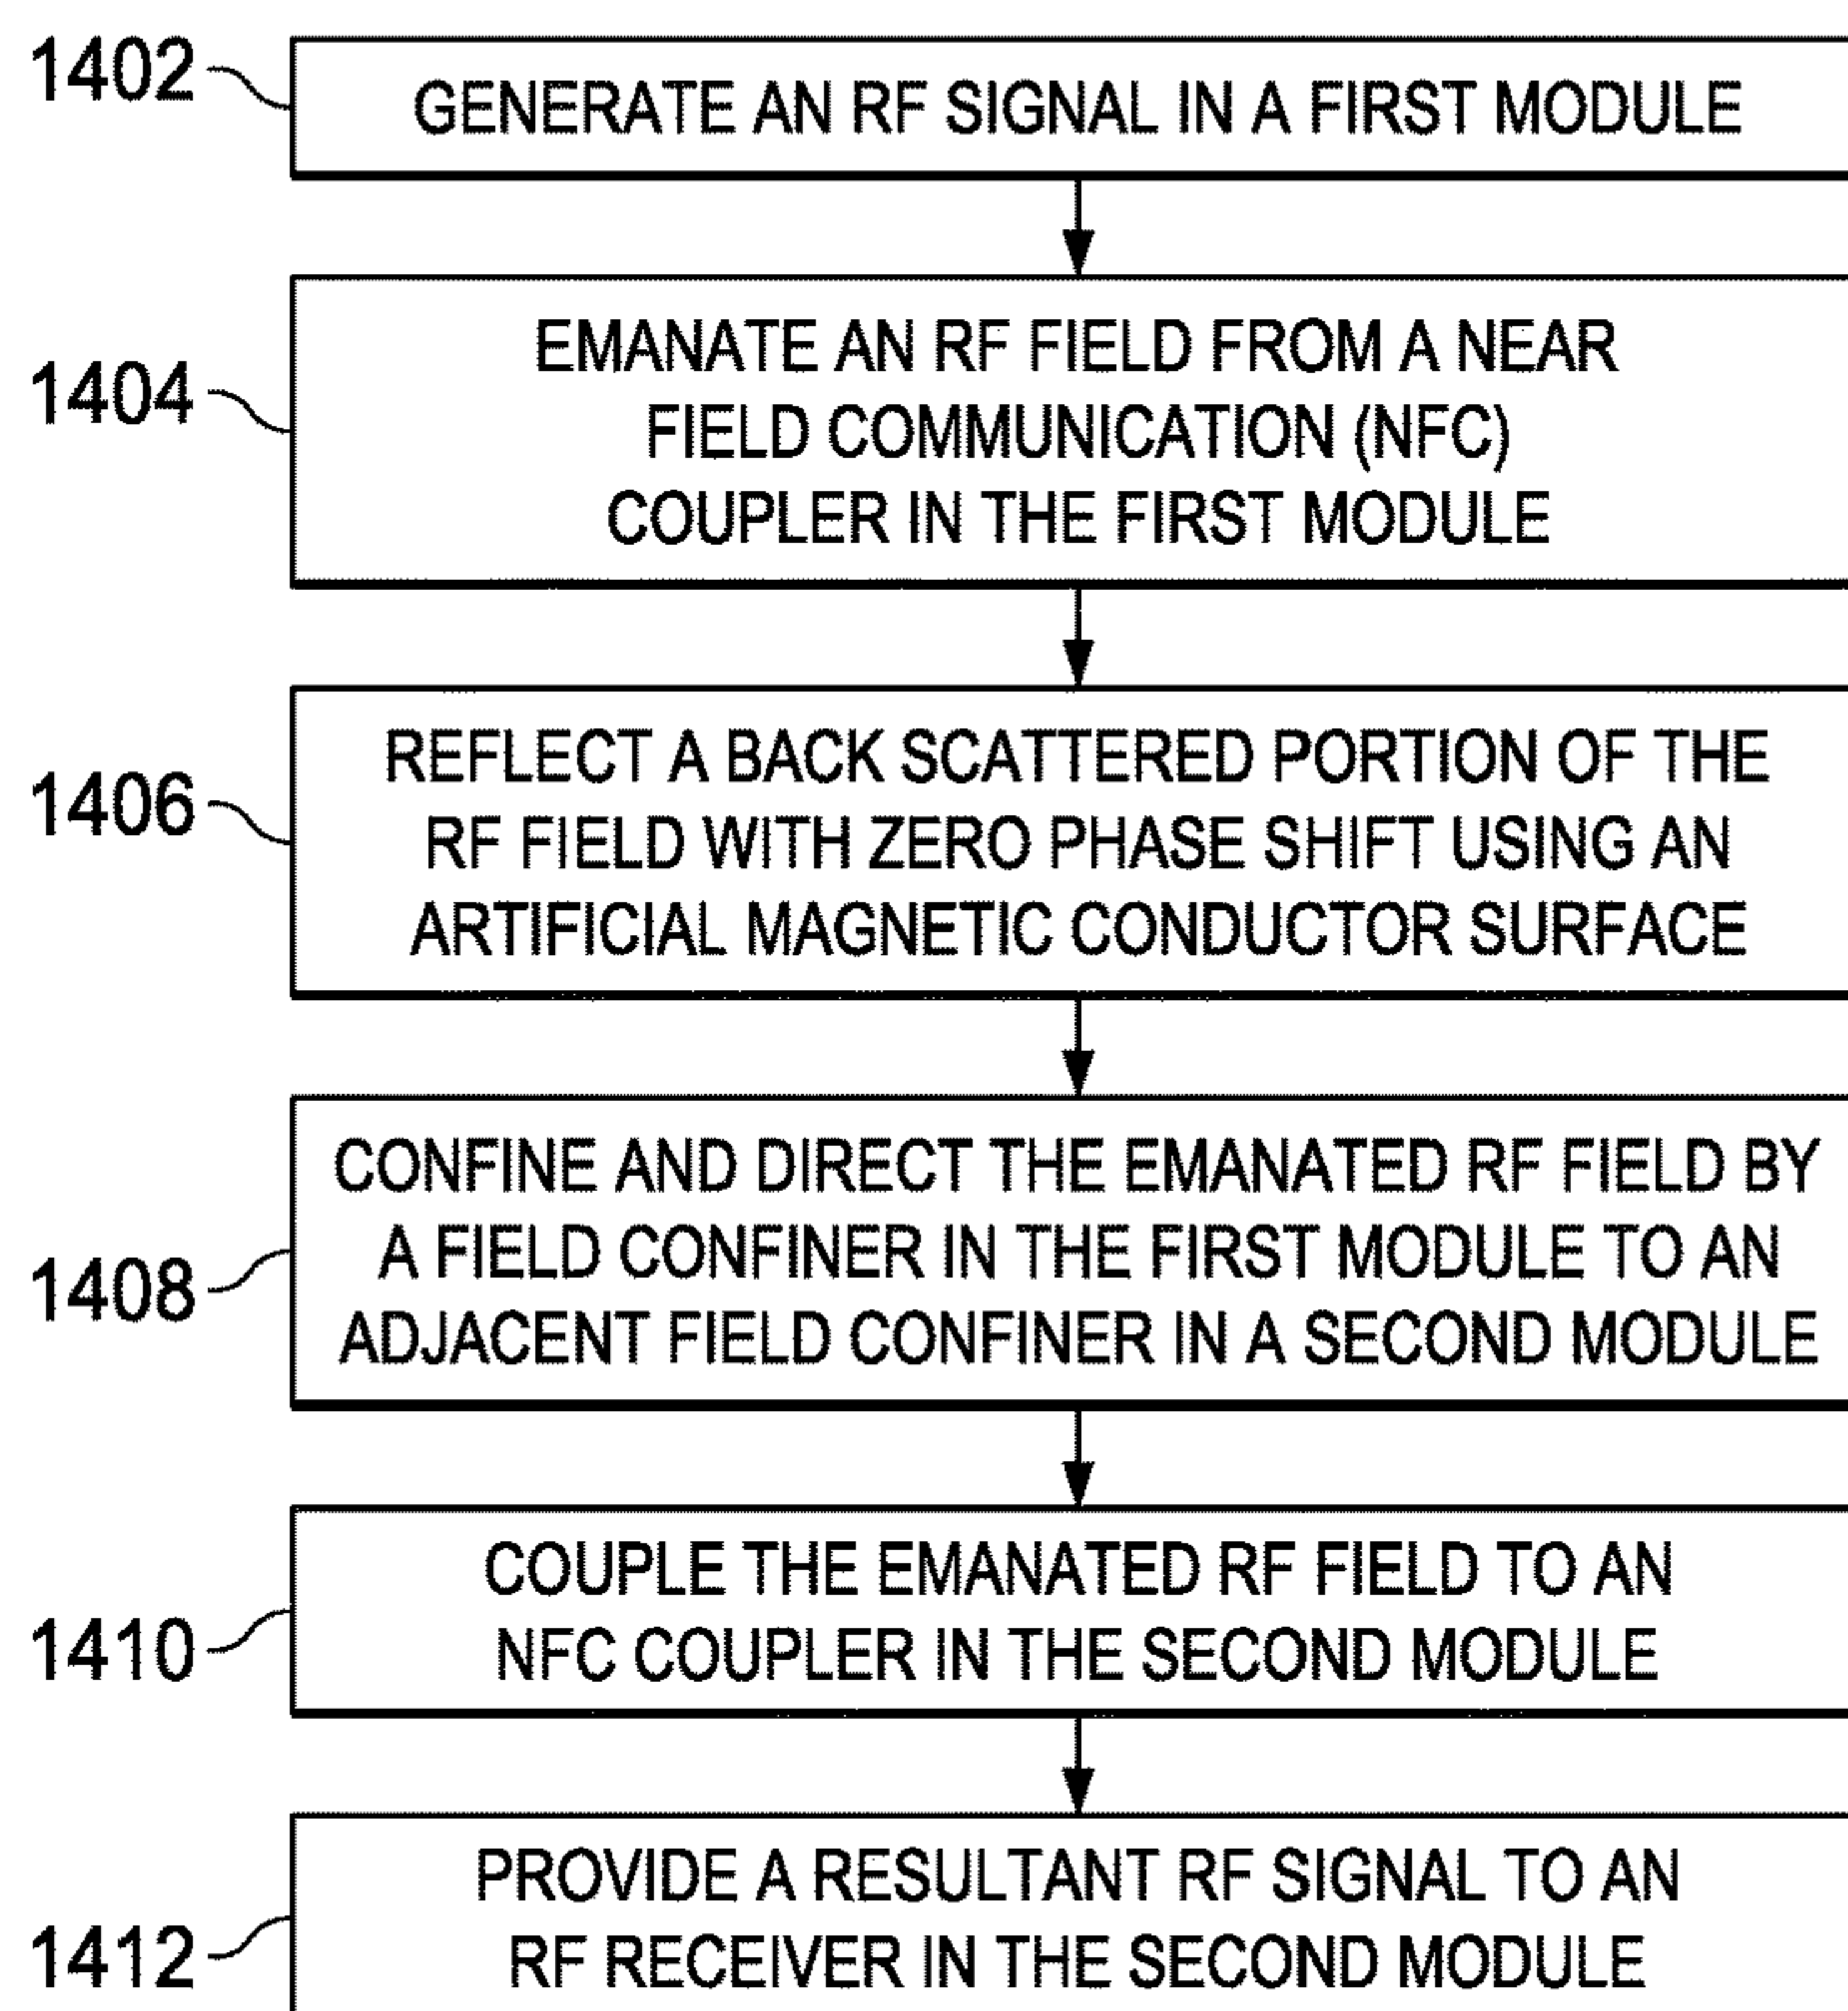 1402
GENERATE AN RF SIGNAL IN A FIRST MODULE
1404
EMANATE AN RF FIELD FROM A NEAR
FIELD COMMUNICATION (NFC)
COUPLER IN THE FIRST MODULE
1406
REFLECT A BACK SCATTERED PORTION OF THE
RF FIELD WITH ZERO PHASE SHIFT USING AN
ARTIFICIAL MAGNETIC CONDUCTOR SURFACE
1408
CONFINE AND DIRECT THE EMANATED RF FIELD BY
A FIELD CONFINER IN THE FIRST MODULE TO AN
ADJACENT FIELD CONFINER IN A SECOND MODULE
1410
COUPLE THE EMANATED RF FIELD TO AN
NFC COUPLER IN THE SECOND MODULE
1412
PROVIDE A RESULTANT RF SIGNAL TO AN
RF RECEIVER IN THE SECOND MODULE